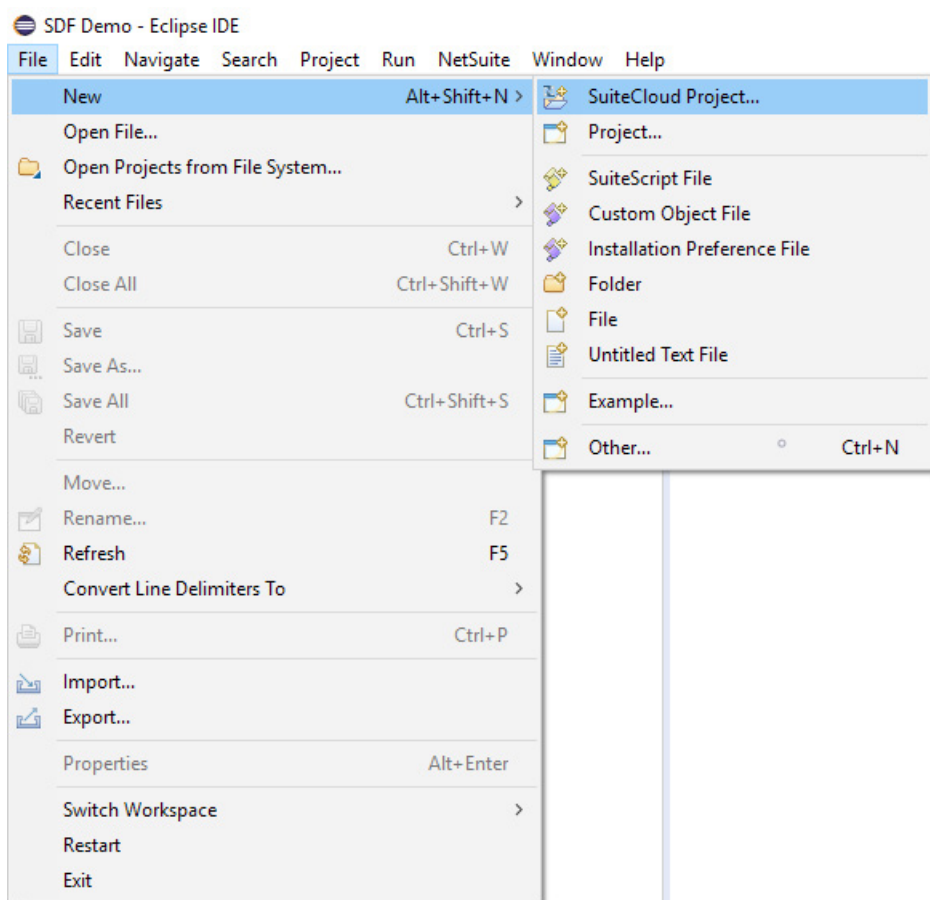 SDF Demo - Eclipse IDE
File Edit Navigate Search Project Run NetSuite Window Help
New Alt+Shift+N >
Open File...
Open Projects from File System...
Recent Files >
Close Ctrl+W
Close All Ctrl+Shift+W
Save Ctrl+S
Save As...
Save All Ctrl+Shift+S
Revert
Move...
Rename... F2
Refresh F5
Convert Line Delimiters To >
Print... Ctrl+P
Import...
Export...
Properties Alt+Enter
Switch Workspace >
Restart
Exit
SuiteCloud Project...
Project...
SuiteScript File
Custom Object File
Installation Preference File
Folder
File
Untitled Text File
Example...
Other... Ctrl+N